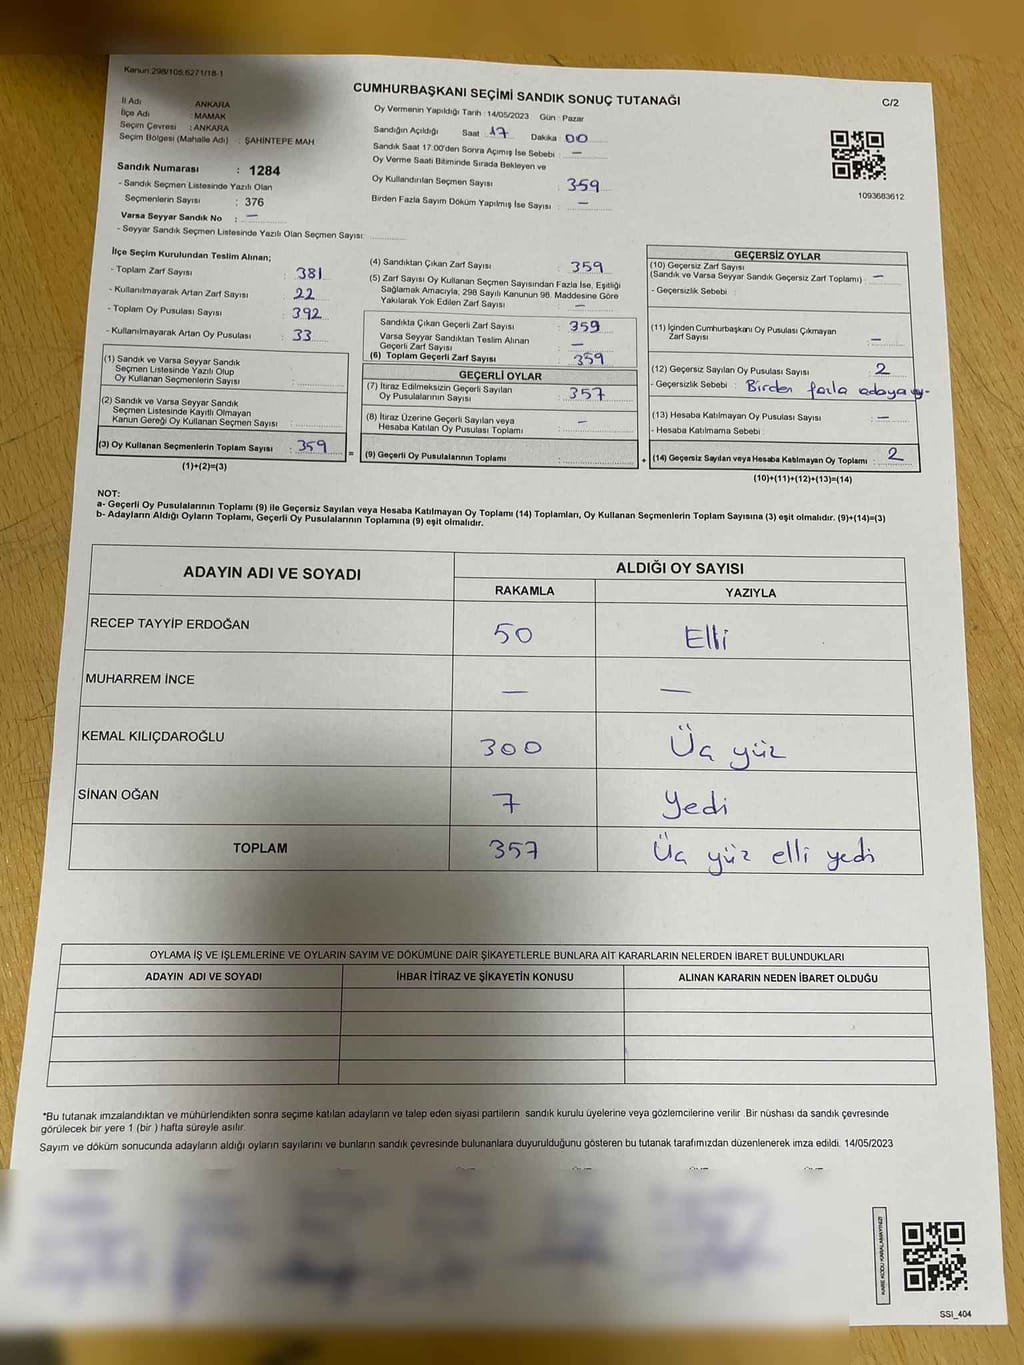 Kanun:298/105,6271/18-1
CUMHURBAŞKANI SEÇİMİ SANDIK SONUÇ TUTANAĞI
C/2
İl Adı ANKARA
İlçe Adı : MAMAK
Seçim Çevresi : ANKARA
Seçim Bölgesi (Mahalle Adı) : ŞAHİNTEPE MAH
Sandık Numarası : 1284
- Sandık Seçmen Listesinde Yazılı Olan
Seçmenlerin Sayısı : 376
Varsa Seyyar Sandık No : —
- Seyyar Sandık Seçmen Listesinde Yazılı Olan Seçmen Sayısı:
Oy Vermenin Yapıldığı Tarih : 14/05/2023 Gün : Pazar
Sandığın Açıldığı Saat : 17 Dakika : 00
Sandık Saat 17:00'den Sonra Açımış İse Sebebi : —
Oy Verme Saati Bitiminde Sırada Bekleyen ve
Oy Kullandırılan Seçmen Sayısı : 359
Birden Fazla Sayım Döküm Yapılmış İse Sayısı : —
1093683612
İlçe Seçim Kurulundan Teslim Alınan;
- Toplam Zarf Sayısı : 381
- Kullanılmayarak Artan Zarf Sayısı : 22
- Toplam Oy Pusulası Sayısı : 392
- Kullanılmayarak Artan Oy Pusulası : 33
(1) Sandık ve Varsa Seyyar Sandık
Seçmen Listesinde Yazılı Olup
Oy Kullanan Seçmenlerin Sayısı :
(2) Sandık ve Varsa Seyyar Sandık
Seçmen Listesinde Kayıtlı Olmayan
Kanun Gereği Oy Kullanan Seçmen Sayısı :
(3) Oy Kullanan Seçmenlerin Toplam Sayısı : 359
(1)+(2)=(3)
(4) Sandıktan Çıkan Zarf Sayısı : 359
(5) Zarf Sayısı Oy Kullanan Seçmen Sayısından Fazla İse, Eşitliği
Sağlamak Amacıyla, 298 Sayılı Kanunun 98. Maddesine Göre
Yakılarak Yok Edilen Zarf Sayısı : —
Sandıkta Çıkan Geçerli Zarf Sayısı : 359
Varsa Seyyar Sandıktan Teslim Alınan
Geçerli Zarf Sayısı : —
(6) Toplam Geçerli Zarf Sayısı : 359
GEÇERLİ OYLAR
(7) İtiraz Edilmeksizin Geçerli Sayılan
Oy Pusulalarının Sayısı : 357
(8) İtiraz Üzerine Geçerli Sayılan veya
Hesaba Katılan Oy Pusulası Toplamı : —
= (9) Geçerli Oy Pusulalarının Toplamı :
GEÇERSİZ OYLAR
(10) Geçersiz Zarf Sayısı
(Sandık ve Varsa Seyyar Sandık Geçersiz Zarf Toplamı) : —
- Geçersizlik Sebebi :
(11) İçinden Cumhurbaşkanı Oy Pusulası Çıkmayan
Zarf Sayısı : —
(12) Geçersiz Sayılan Oy Pusulası Sayısı : 2
- Geçersizlik Sebebi : Birden fazla adaya oy-
(13) Hesaba Katılmayan Oy Pusulası Sayısı : —
- Hesaba Katılmama Sebebi :
+ (14) Geçersiz Sayılan veya Hesaba Katılmayan Oy Toplamı : 2
(10)+(11)+(12)+(13)=(14)
NOT:
a- Geçerli Oy Pusulalarının Toplamı (9) ile Geçersiz Sayılan veya Hesaba Katılmayan Oy Toplamı (14) Toplamları, Oy Kullanan Seçmenlerin Toplam Sayısına (3) eşit olmalıdır. (9)+(14)=(3)
b- Adayların Aldığı Oyların Toplamı, Geçerli Oy Pusulalarının Toplamına (9) eşit olmalıdır.
ADAYIN ADI VE SOYADI ALDIĞI OY SAYISI
RAKAMLA YAZIYLA
RECEP TAYYİP ERDOĞAN 50 Elli
MUHARREM İNCE — —
KEMAL KILIÇDAROĞLU 300 Üç yüz
SİNAN OĞAN 7 Yedi
TOPLAM 357 Üç yüz elli yedi
OYLAMA İŞ VE İŞLEMLERİNE VE OYLARIN SAYIM VE DÖKÜMÜNE DAİR ŞİKAYETLERLE BUNLARA AİT KARARLARIN NELERDEN İBARET BULUNDUKLARI
ADAYIN ADI VE SOYADI İHBAR İTİRAZ VE ŞİKAYETİN KONUSU ALINAN KARARIN NEDEN İBARET OLDUĞU
*Bu tutanak imzalandıktan ve mühürlendikten sonra seçime katılan adayların ve talep eden siyasi partilerin sandık kurulu üyelerine veya gözlemcilerine verilir .Bir nüshası da sandık çevresinde
görülecek bir yere 1 (bir ) hafta süreyle asılır.
Sayım ve döküm sonucunda adayların aldığı oyların sayılarını ve bunların sandık çevresinde bulunanlara duyurulduğunu gösteren bu tutanak tarafımızdan düzenlenerek imza edildi. 14/05/2023
KARE KODU KARALAMAYINIZ!
SSI_404